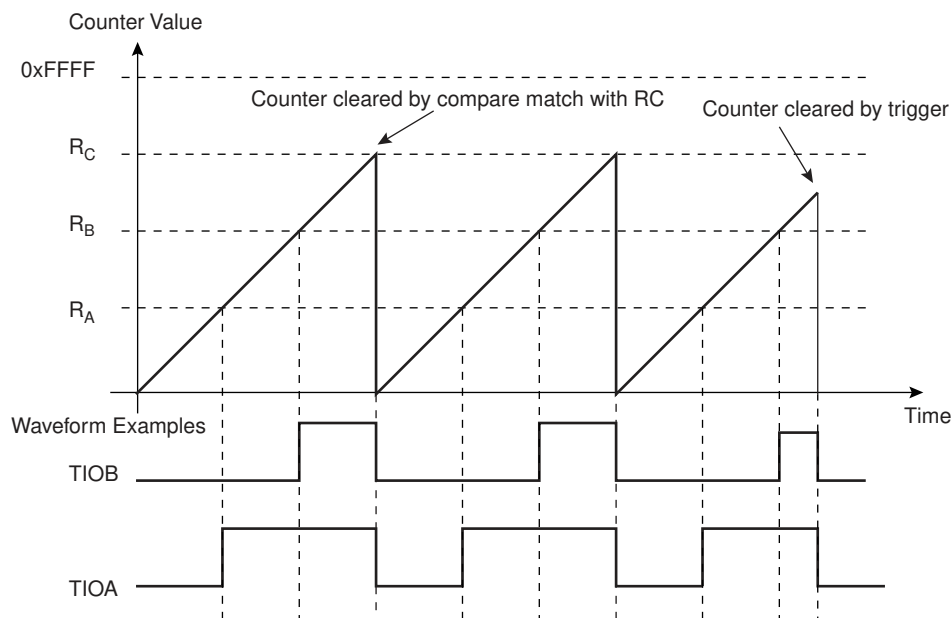 Counter Value
0xFFFF
Counter cleared by compare match with RC
Counter cleared by trigger
RC
RB
RA
Time
Waveform Examples
TIOB
TIOA